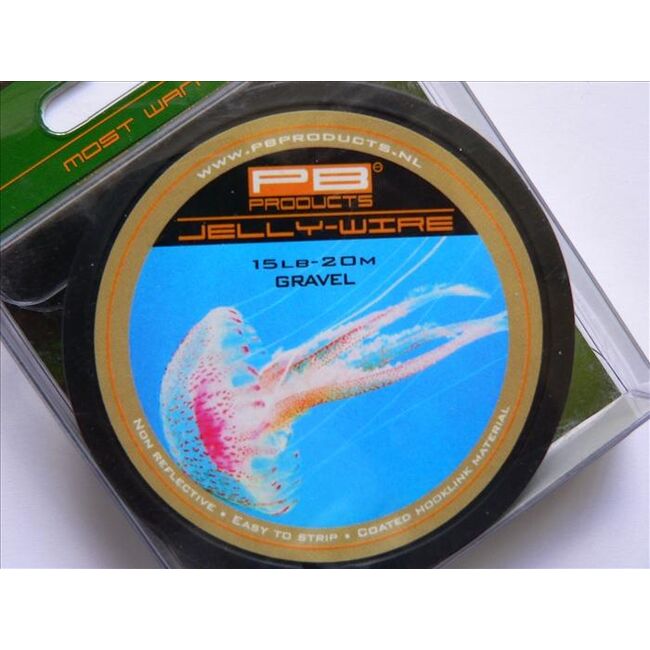 MOST WAN
WWW.PBPRODUCTS.NL
PB
PRODUCTS
JELLY-WIRE
15LB-20M
GRAVEL
NON REFLECTIVE • EASY TO STRIP • COATED HOOKLINK MATERIAL